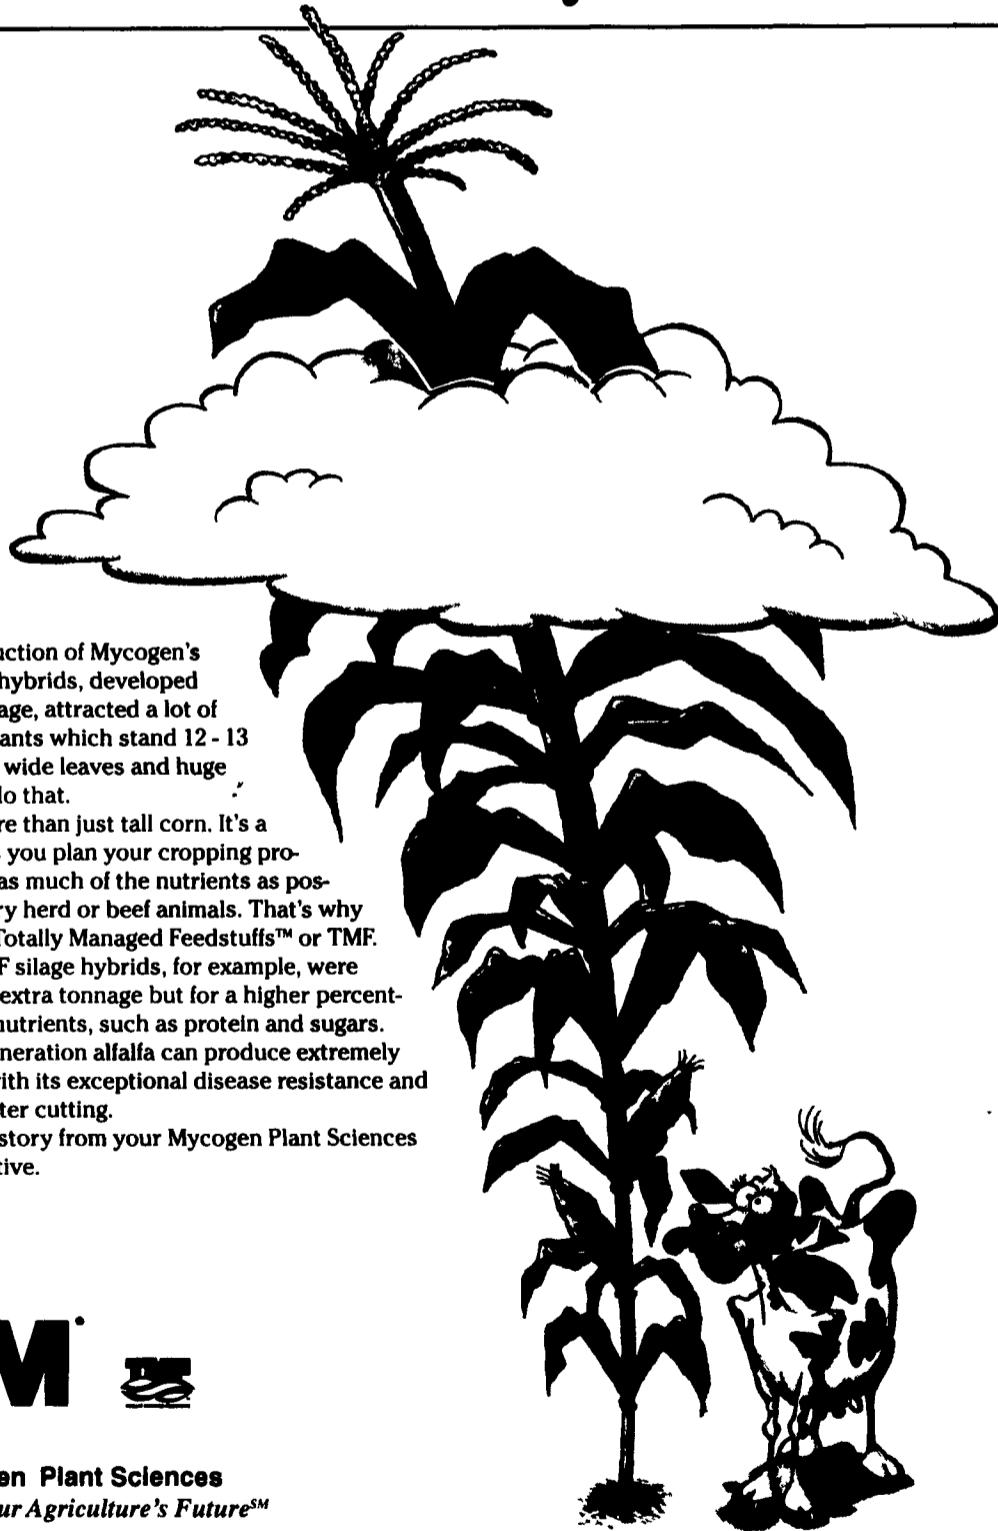 uction of Mycogen's
hybrids, developed
age, attracted a lot of
ants which stand 12 - 13
wide leaves and huge
do that.
re than just tall corn. It's a
you plan your cropping pro-
as much of the nutrients as pos-
ry herd or beef animals. That's why
Totally Managed Feedstuffs™ or TMF.
F silage hybrids, for example, were
extra tonnage but for a higher percent-
nutrients, such as protein and sugars.
neration alfalfa can produce extremely
with its exceptional disease resistance and
ter cutting.
story from your Mycogen Plant Sciences
tive.
M
TMF
en Plant Sciences
ur Agriculture's Future℠